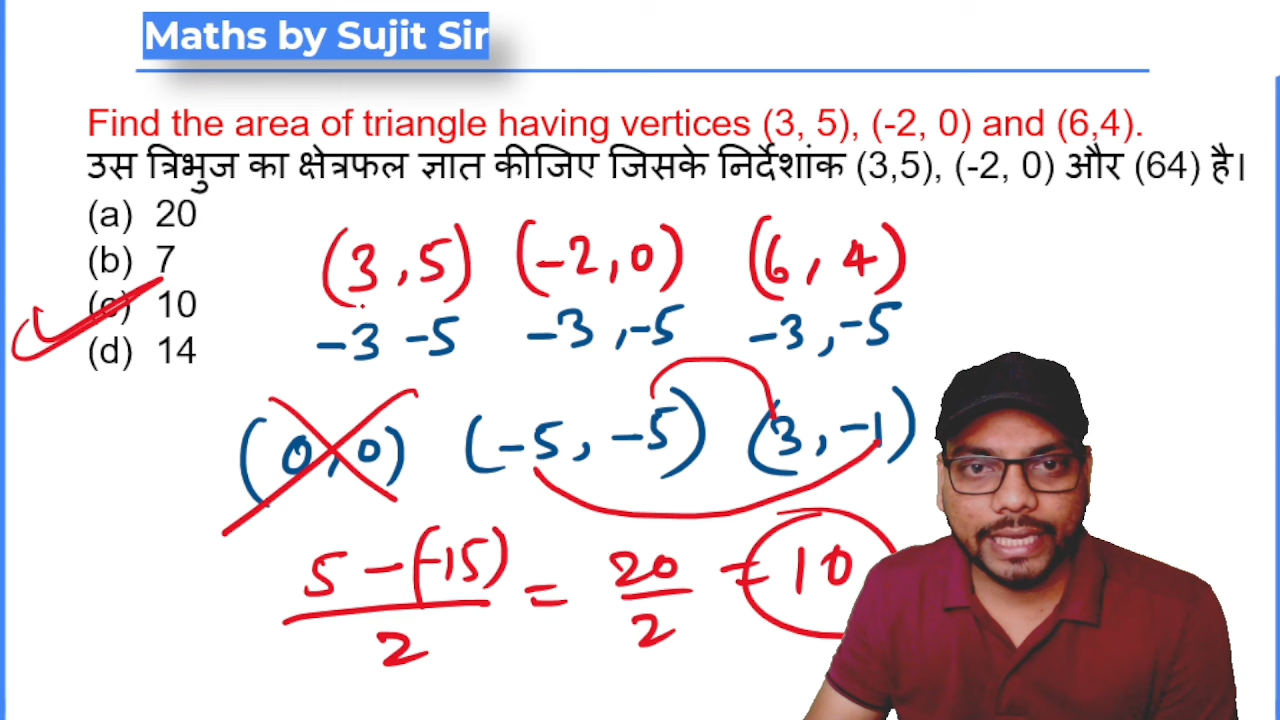 Maths by Sujit Sir
Find the area of triangle having vertices (3, 5), (-2, 0) and (6,4).
उस त्रिभुज का क्षेत्रफल ज्ञात कीजिए जिसके निर्देशांक (3,5), (-2, 0) और (64) है।
(a) 20
(b) 7
(c) 10
(d) 14
(3,5) (-2,0) (6,4)
-3 -5 -3,-5 -3,-5
(0,0) (-5,-5) (3,-1)
5-(-15) = 20 = 10
2 2